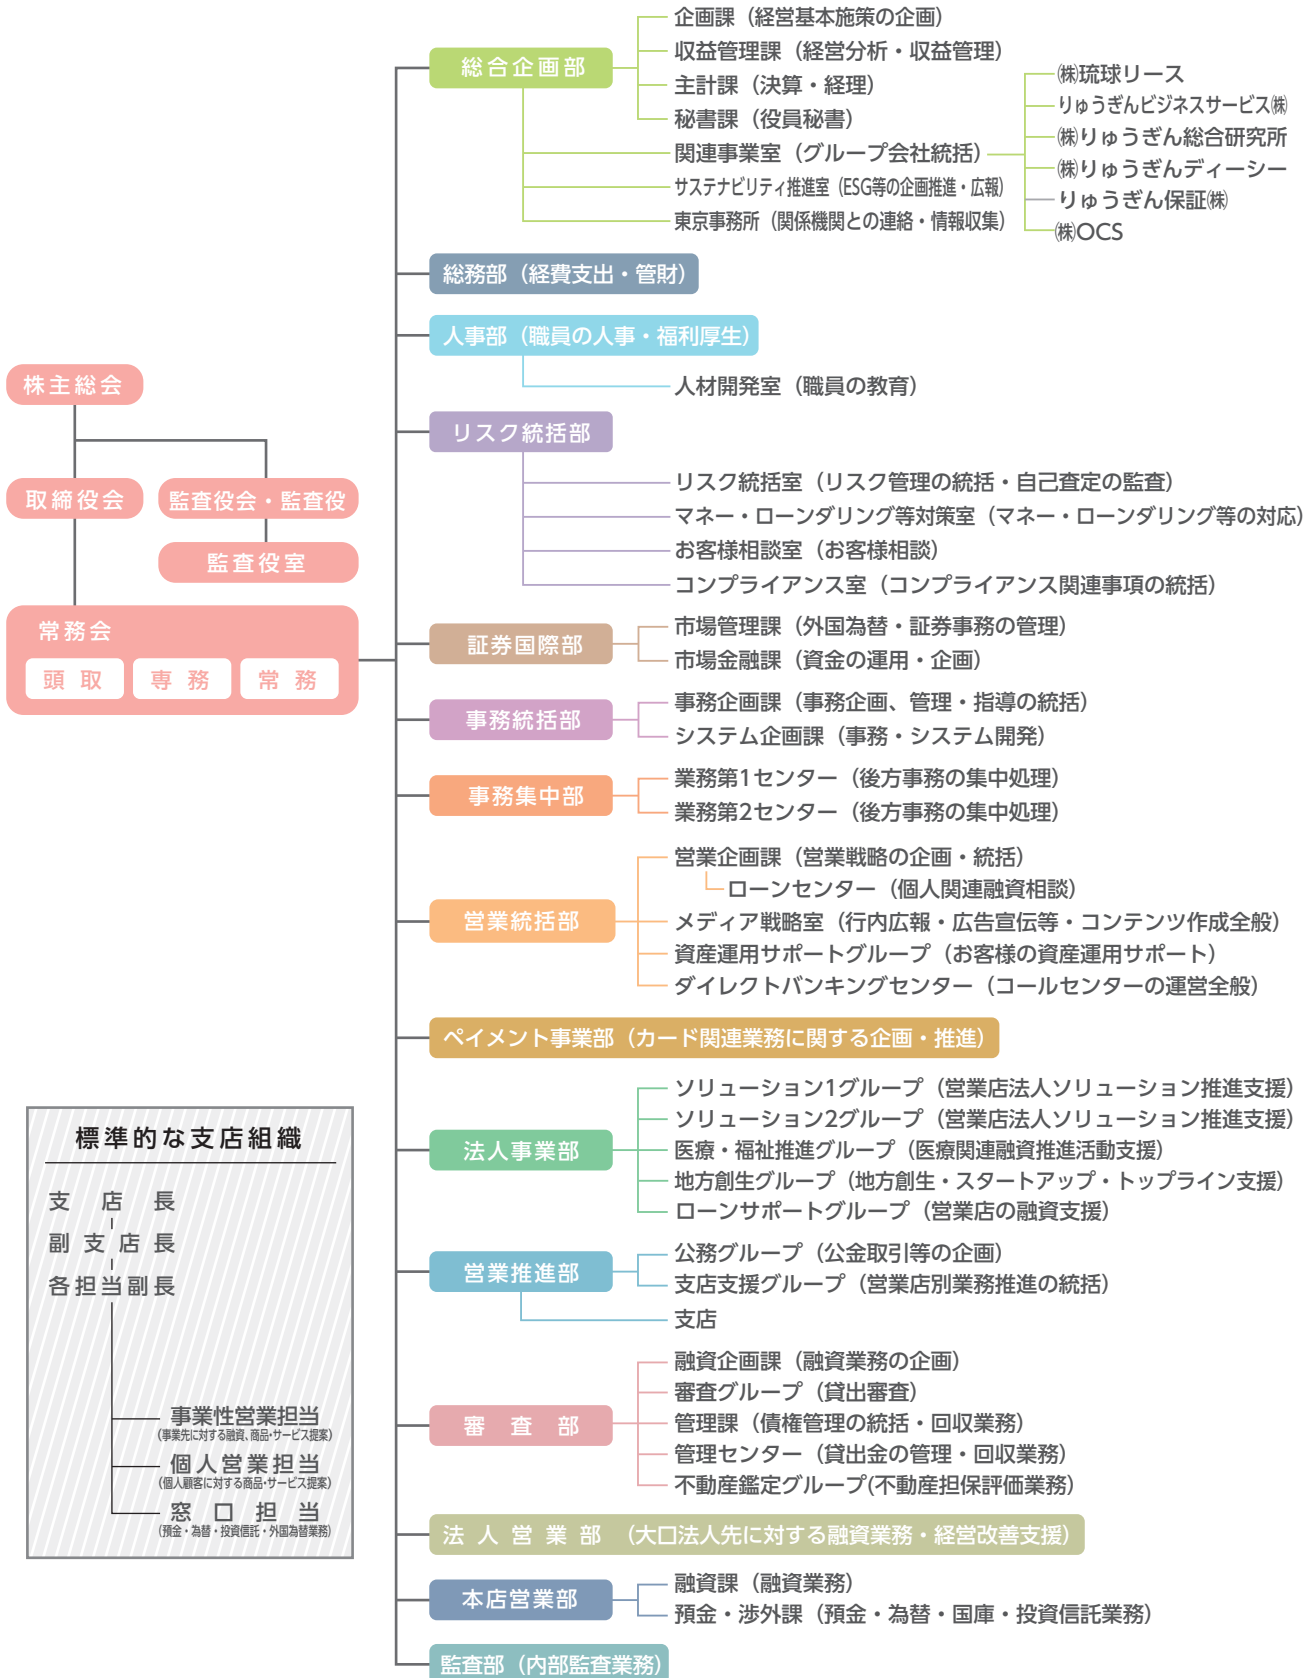 株主総会
取締役会
監査役会・監査役
監査役室
常務会
頭取
専務
常務
総合企画部
企画課（経営基本施策の企画）
収益管理課（経営分析・収益管理）
主計課（決算・経理）
秘書課（役員秘書）
関連事業室（グループ会社統括）
㈱琉球リース
りゅうぎんビジネスサービス㈱
㈱りゅうぎん総合研究所
㈱りゅうぎんディーシー
りゅうぎん保証㈱
㈱OCS
サステナビリティ推進室（ESG等の企画推進・広報）
東京事務所（関係機関との連絡・情報収集）
総務部（経費支出・管財）
人事部（職員の人事・福利厚生）
人材開発室（職員の教育）
リスク統括部
リスク統括室（リスク管理の統括・自己査定の監査）
マネー・ローンダリング等対策室（マネー・ローンダリング等の対応）
お客様相談室（お客様相談）
コンプライアンス室（コンプライアンス関連事項の統括）
証券国際部
市場管理課（外国為替・証券事務の管理）
市場金融課（資金の運用・企画）
事務統括部
事務企画課（事務企画、管理・指導の統括）
システム企画課（事務・システム開発）
事務集中部
業務第1センター（後方事務の集中処理）
業務第2センター（後方事務の集中処理）
営業統括部
営業企画課（営業戦略の企画・統括）
ローンセンター（個人関連融資相談）
メディア戦略室（行内広報・広告宣伝等・コンテンツ作成全般）
資産運用サポートグループ（お客様の資産運用サポート）
ダイレクトバンキングセンター（コールセンターの運営全般）
ペイメント事業部（カード関連業務に関する企画・推進）
法人事業部
ソリューション1グループ（営業店法人ソリューション推進支援）
ソリューション2グループ（営業店法人ソリューション推進支援）
医療・福祉推進グループ（医療関連融資推進活動支援）
地方創生グループ（地方創生・スタートアップ・トップライン支援）
ローンサポートグループ（営業店の融資支援）
営業推進部
公務グループ（公金取引等の企画）
支店支援グループ（営業店別業務推進の統括）
支店
審査部
融資企画課（融資業務の企画）
審査グループ（貸出審査）
管理課（債権管理の統括・回収業務）
管理センター（貸出金の管理・回収業務）
不動産鑑定グループ(不動産担保評価業務）
法人営業部（大口法人先に対する融資業務・経営改善支援）
本店営業部
融資課（融資業務）
預金・渉外課（預金・為替・国庫・投資信託業務）
監査部（内部監査業務）
標準的な支店組織
支店長
副支店長
各担当副長
事業性営業担当
（事業先に対する融資、商品・サービス提案）
個人営業担当
（個人顧客に対する商品・サービス提案）
窓口担当
（預金・為替・投資信託・外国為替業務）